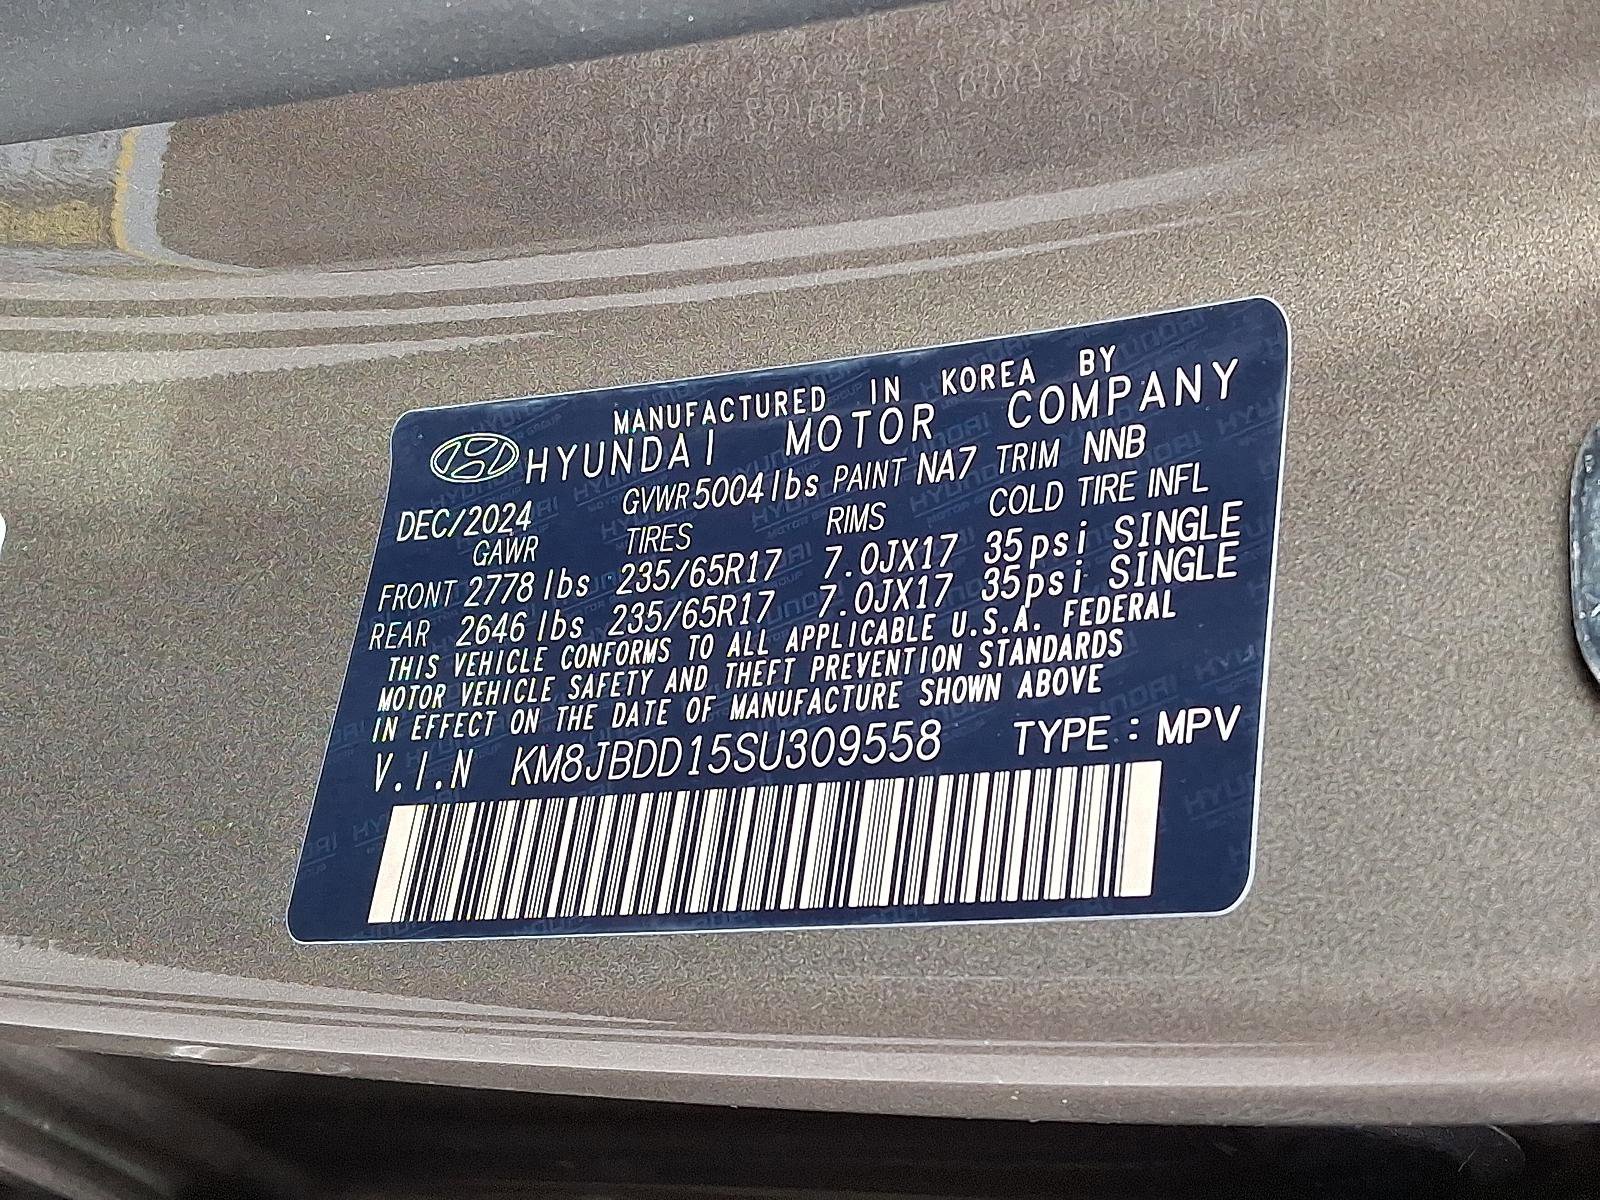 MANUFACTURED IN KOREA BY
HYUNDAI MOTOR COMPANY
DEC/2024 GVWR 5004 lbs PAINT NA7 TRIM NNB
GAWR TIRES RIMS COLD TIRE INFL
FRONT 2778 lbs 235/65R17 7.0JX17 35psi SINGLE
REAR 2646 lbs 235/65R17 7.0JX17 35psi SINGLE
THIS VEHICLE CONFORMS TO ALL APPLICABLE U.S.A. FEDERAL
MOTOR VEHICLE SAFETY AND THEFT PREVENTION STANDARDS
IN EFFECT ON THE DATE OF MANUFACTURE SHOWN ABOVE
V.I.N KM8JBDD15SU309558 TYPE : MPV